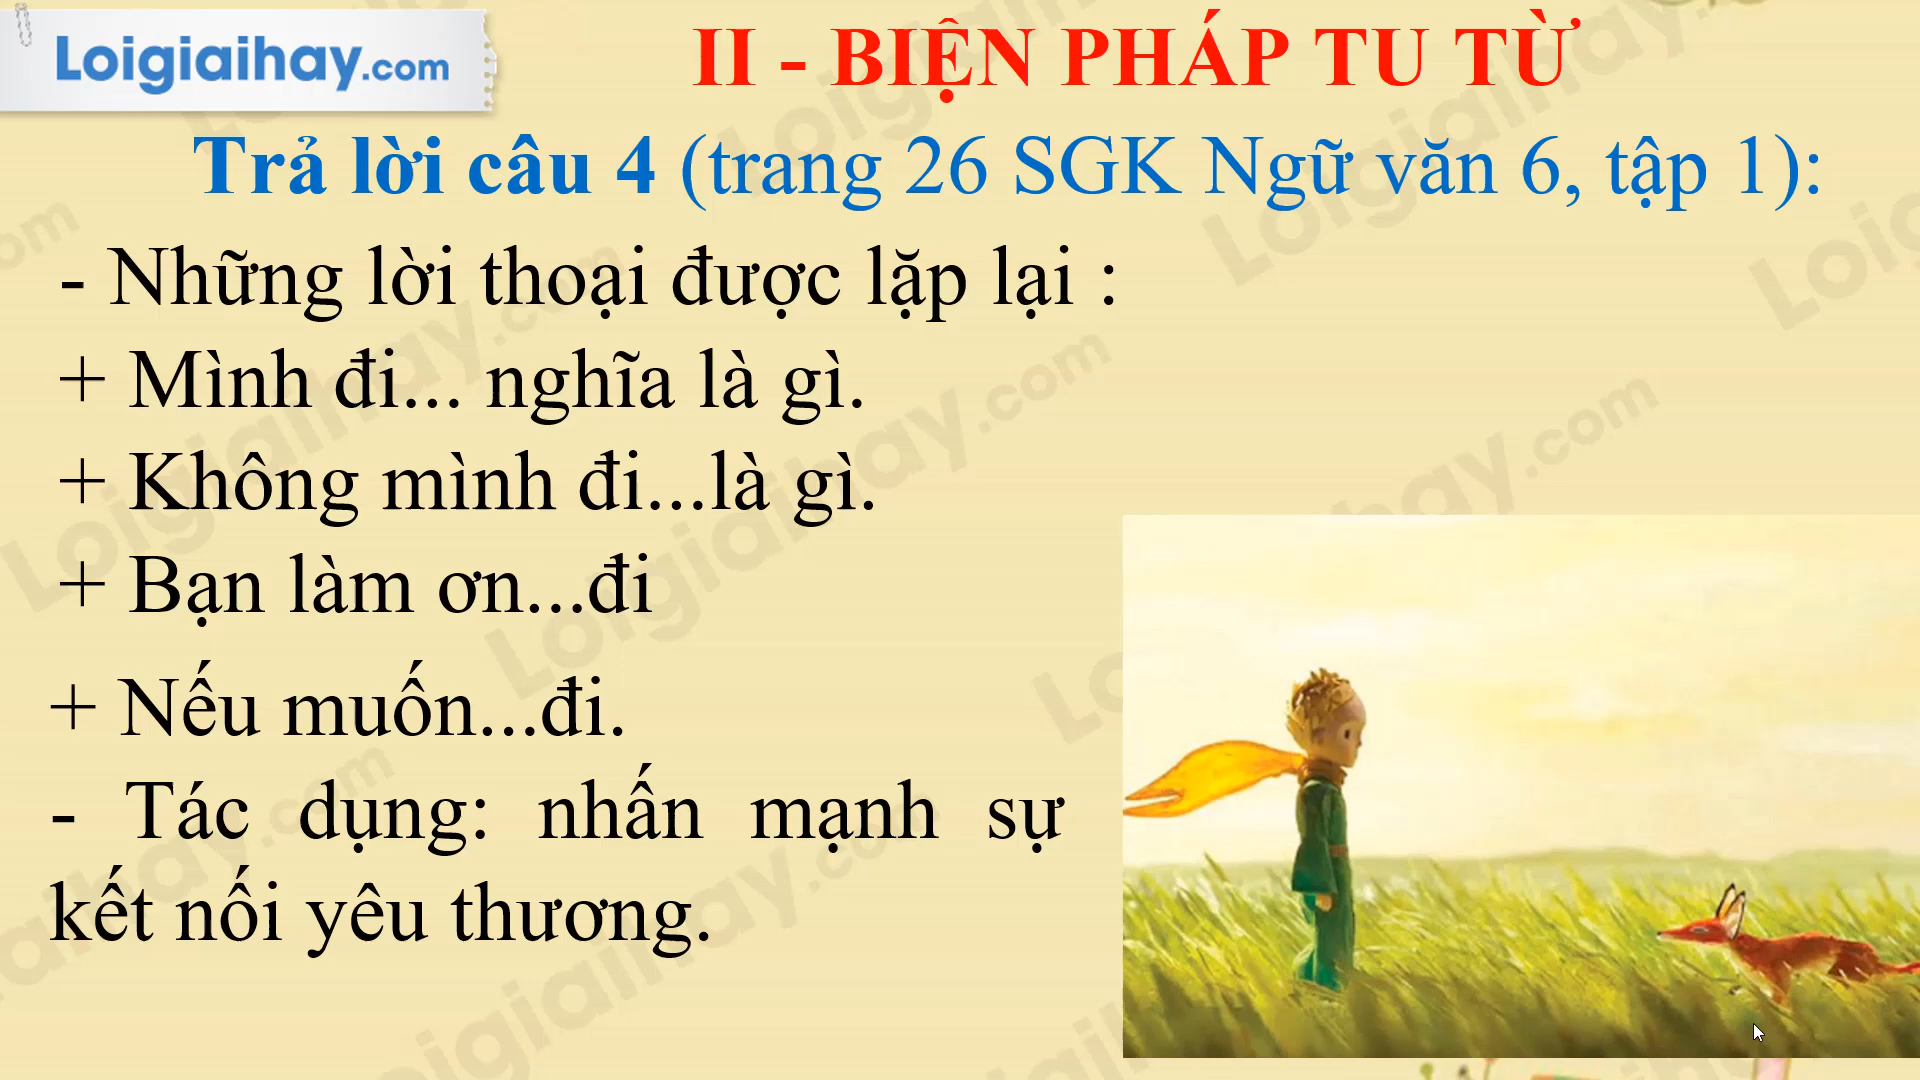 Loigiaihay.com
II - BIỆN PHÁP TU TỪ
Trả lời câu 4 (trang 26 SGK Ngữ văn 6, tập 1):
- Những lời thoại được lặp lại :
+ Mình đi... nghĩa là gì.
+ Không mình đi...là gì.
+ Bạn làm ơn...đi
+ Nếu muốn...đi.
- Tác dụng: nhấn mạnh sự
kết nối yêu thương.